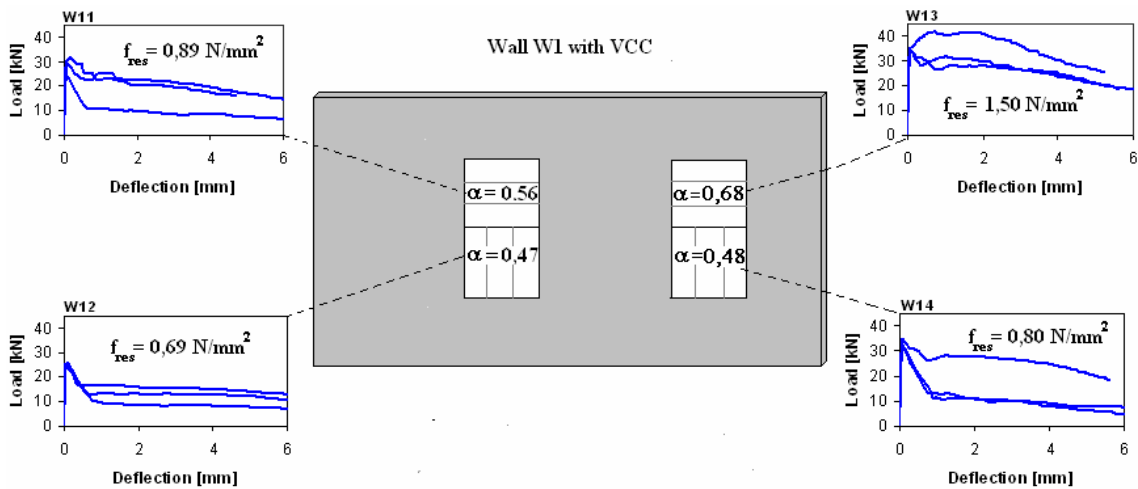 W11
Load [kN]
40
30
20
10
0
f_res = 0,89 N/mm²
0 2 4 6
Deflection [mm]
Wall W1 with VCC
W13
Load [kN]
40
30
20
10
0
f_res = 1,50 N/mm²
0 2 4 6
Deflection [mm]
α = 0.56
α = 0,68
α = 0,47
α = 0,48
W12
Load [kN]
40
30
20
10
0
f_res = 0,69 N/mm²
0 2 4 6
Deflection [mm]
W14
Load [kN]
40
30
20
10
0
f_res = 0,80 N/mm²
0 2 4 6
Deflection [mm]